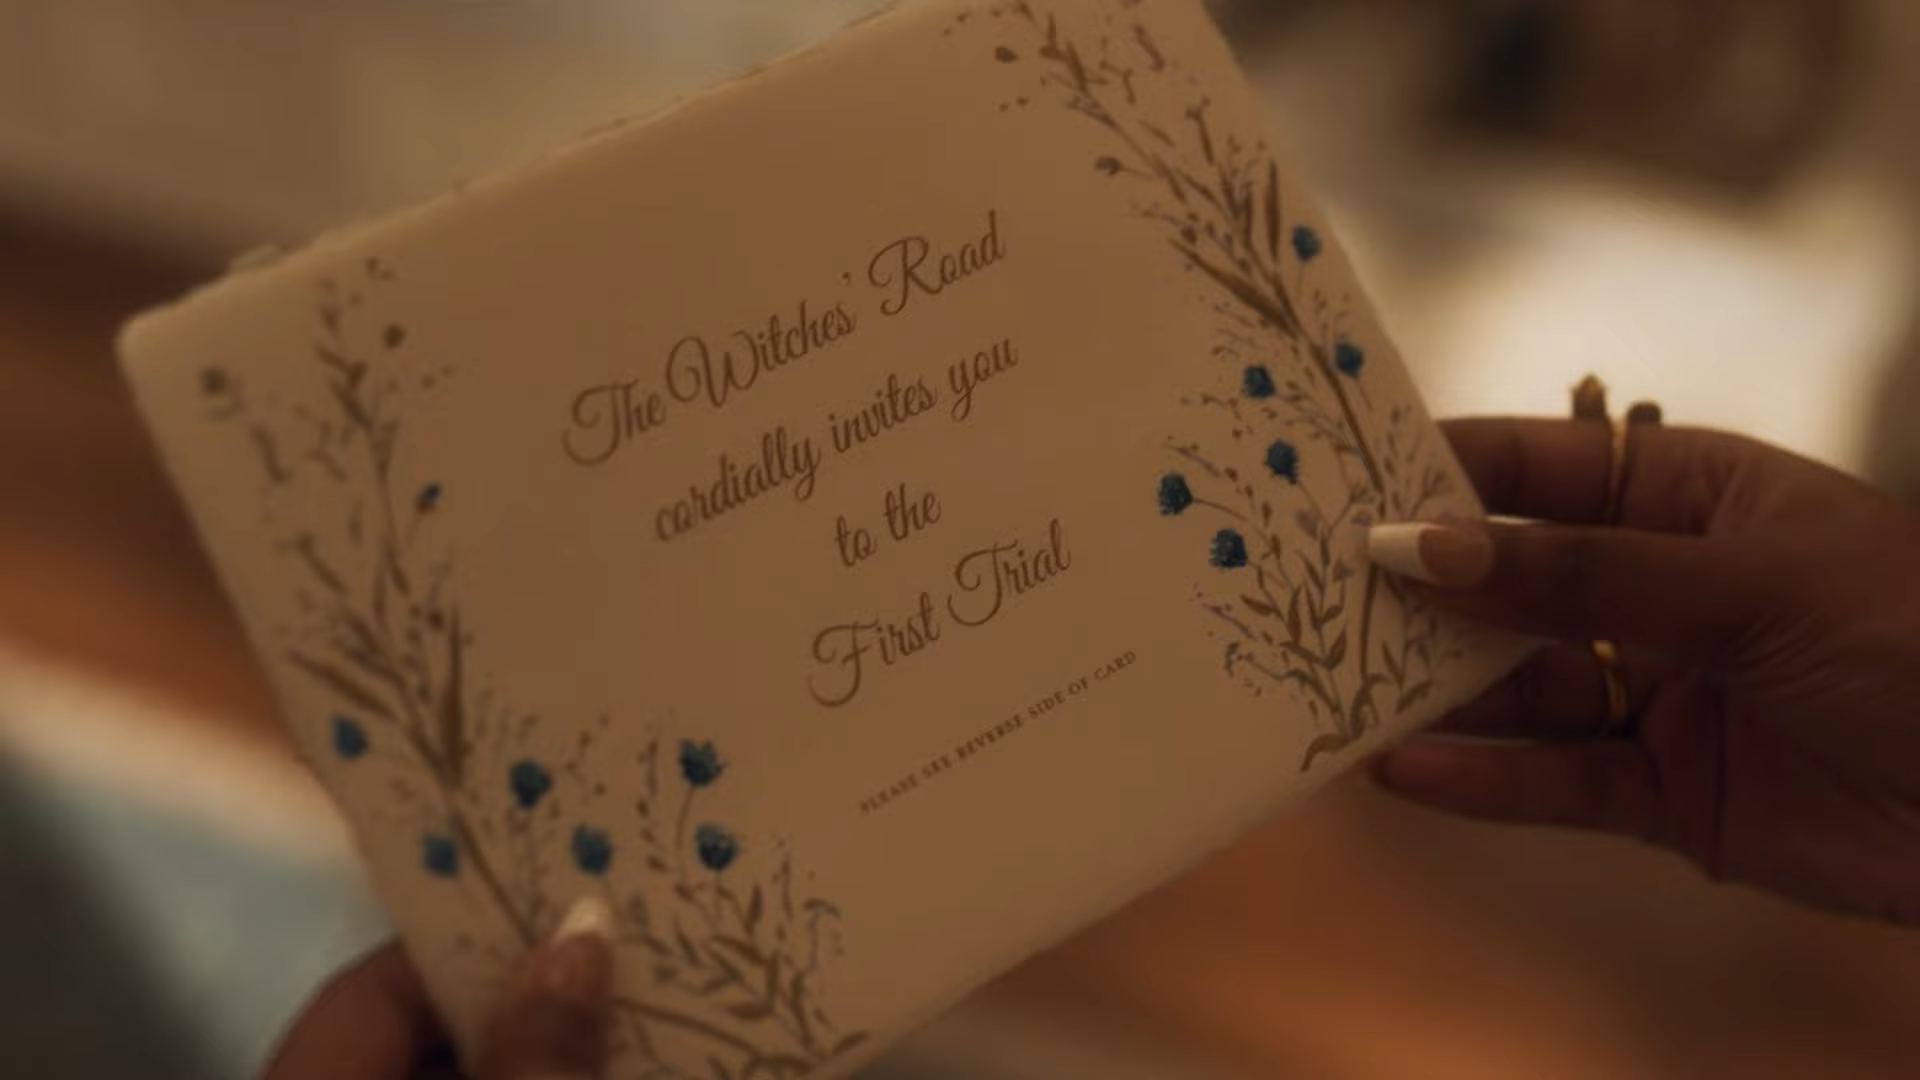 The Witches' Road
cordially invites you
to the
First Trial
PLEASE SEE REVERSE SIDE OF CARD